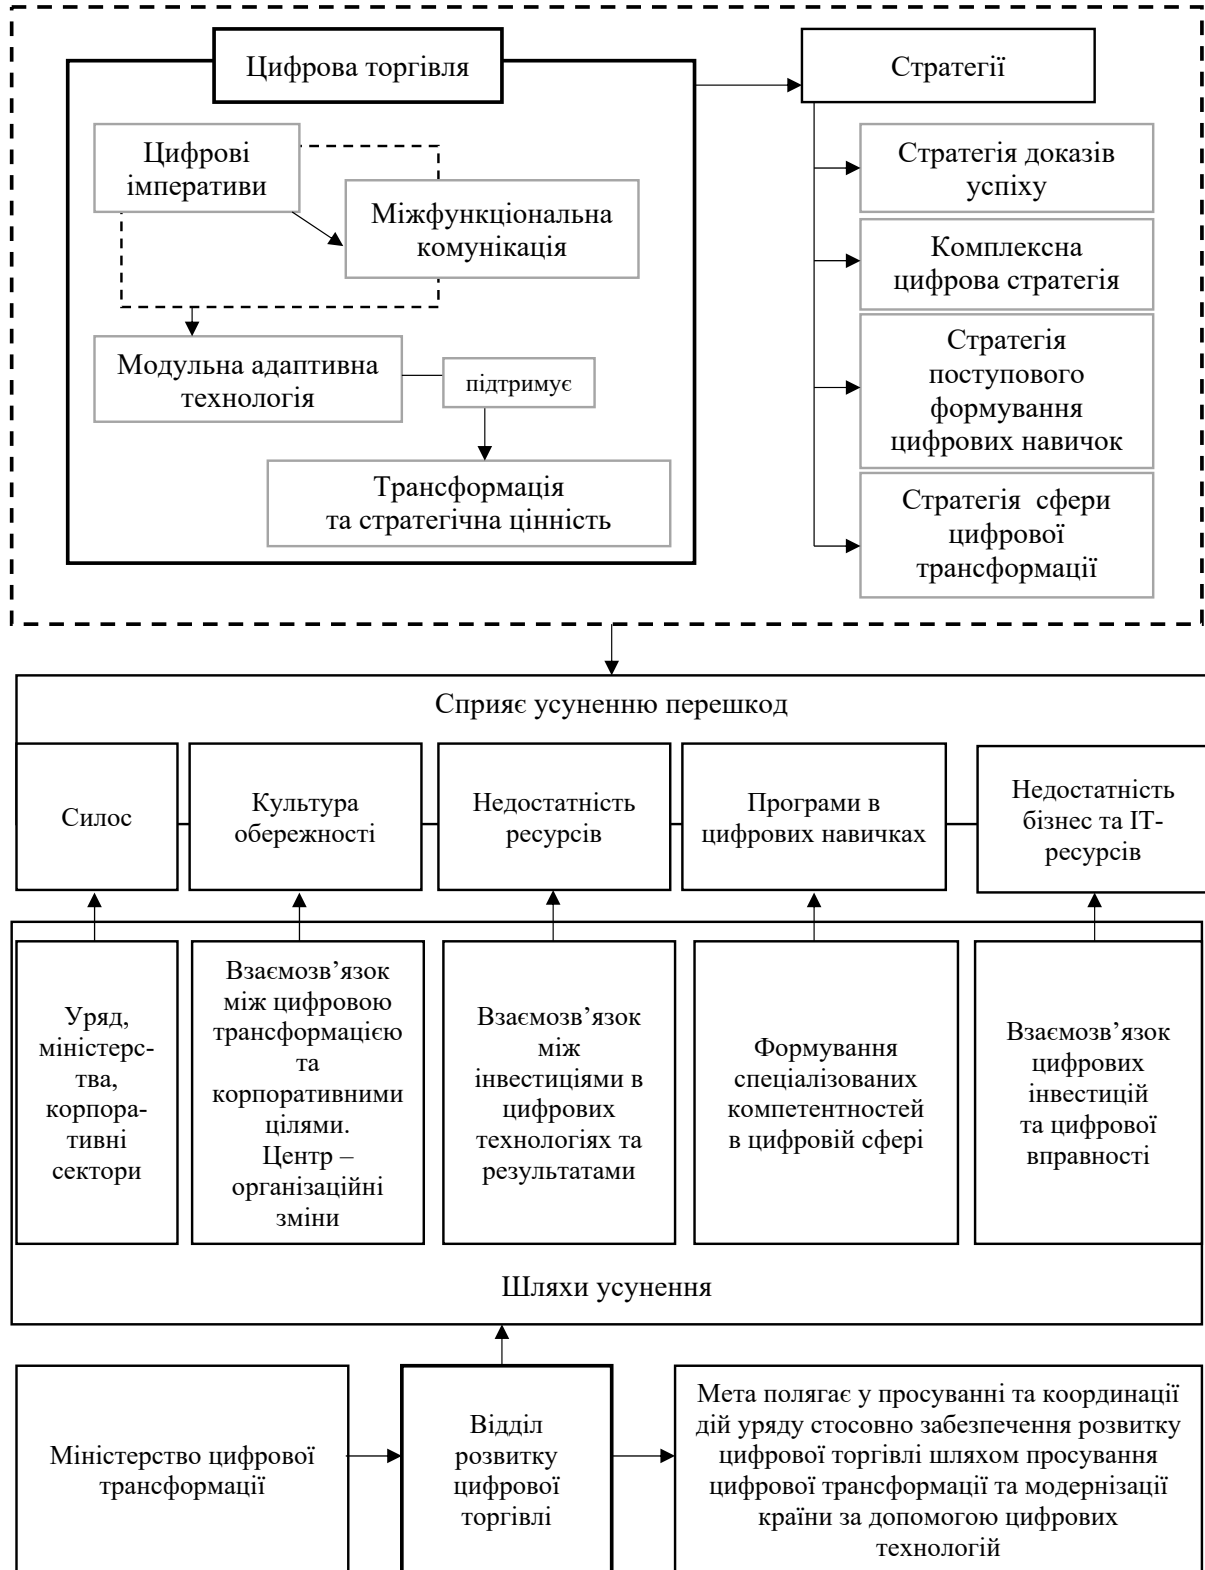 Цифрова торгівля
Стратегії
Цифрові
імперативи
Міжфункціональна
комунікація
Модульна адаптивна
технологія
підтримує
Трансформація
та стратегічна цінність
Стратегія доказів
успіху
Комплексна
цифрова стратегія
Стратегія
поступового
формування
цифрових навичок
Стратегія сфери
цифрової
трансформації
Сприяє усуненню перешкод
Силос
Культура
обережності
Недостатність
ресурсів
Програми в
цифрових навичках
Недостатність
бізнес та ІТ-
ресурсів
Уряд,
міністерс-
тва,
корпора-
тивні
сектори
Взаємозв’язок
між цифровою
трансформацією
та
корпоративними
цілями.
Центр –
організаційні
зміни
Взаємозв’язок
між
інвестиціями в
цифрових
технологіях та
результатами
Формування
спеціалізованих
компетентностей
в цифровій сфері
Взаємозв’язок
цифрових
інвестицій
та цифрової
вправності
Шляхи усунення
Міністерство цифрової
трансформації
Відділ
розвитку
цифрової
торгівлі
Мета полягає у просуванні та координації
дій уряду стосовно забезпечення розвитку
цифрової торгівлі шляхом просування
цифрової трансформації та модернізації
країни за допомогою цифрових
технологій